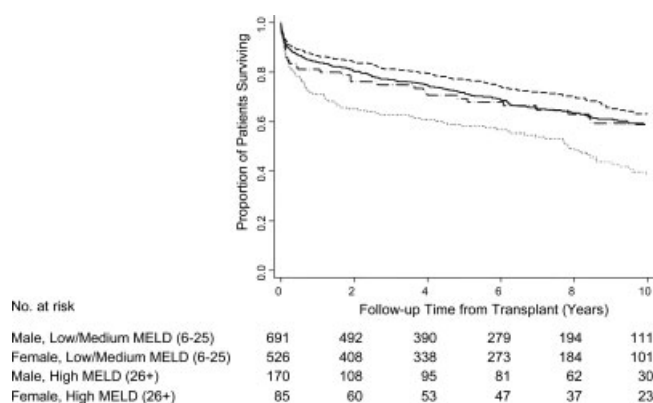 Proportion of Patients Surviving
1.0
0.8
0.6
0.4
0.2
0.0
0 2 4 6 8 10
Follow-up Time from Transplant (Years)
No. at risk
Male, Low/Medium MELD (6-25) 691 492 390 279 194 111
Female, Low/Medium MELD (6-25) 526 408 338 273 184 101
Male, High MELD (26+) 170 108 95 81 62 30
Female, High MELD (26+) 85 60 53 47 37 23